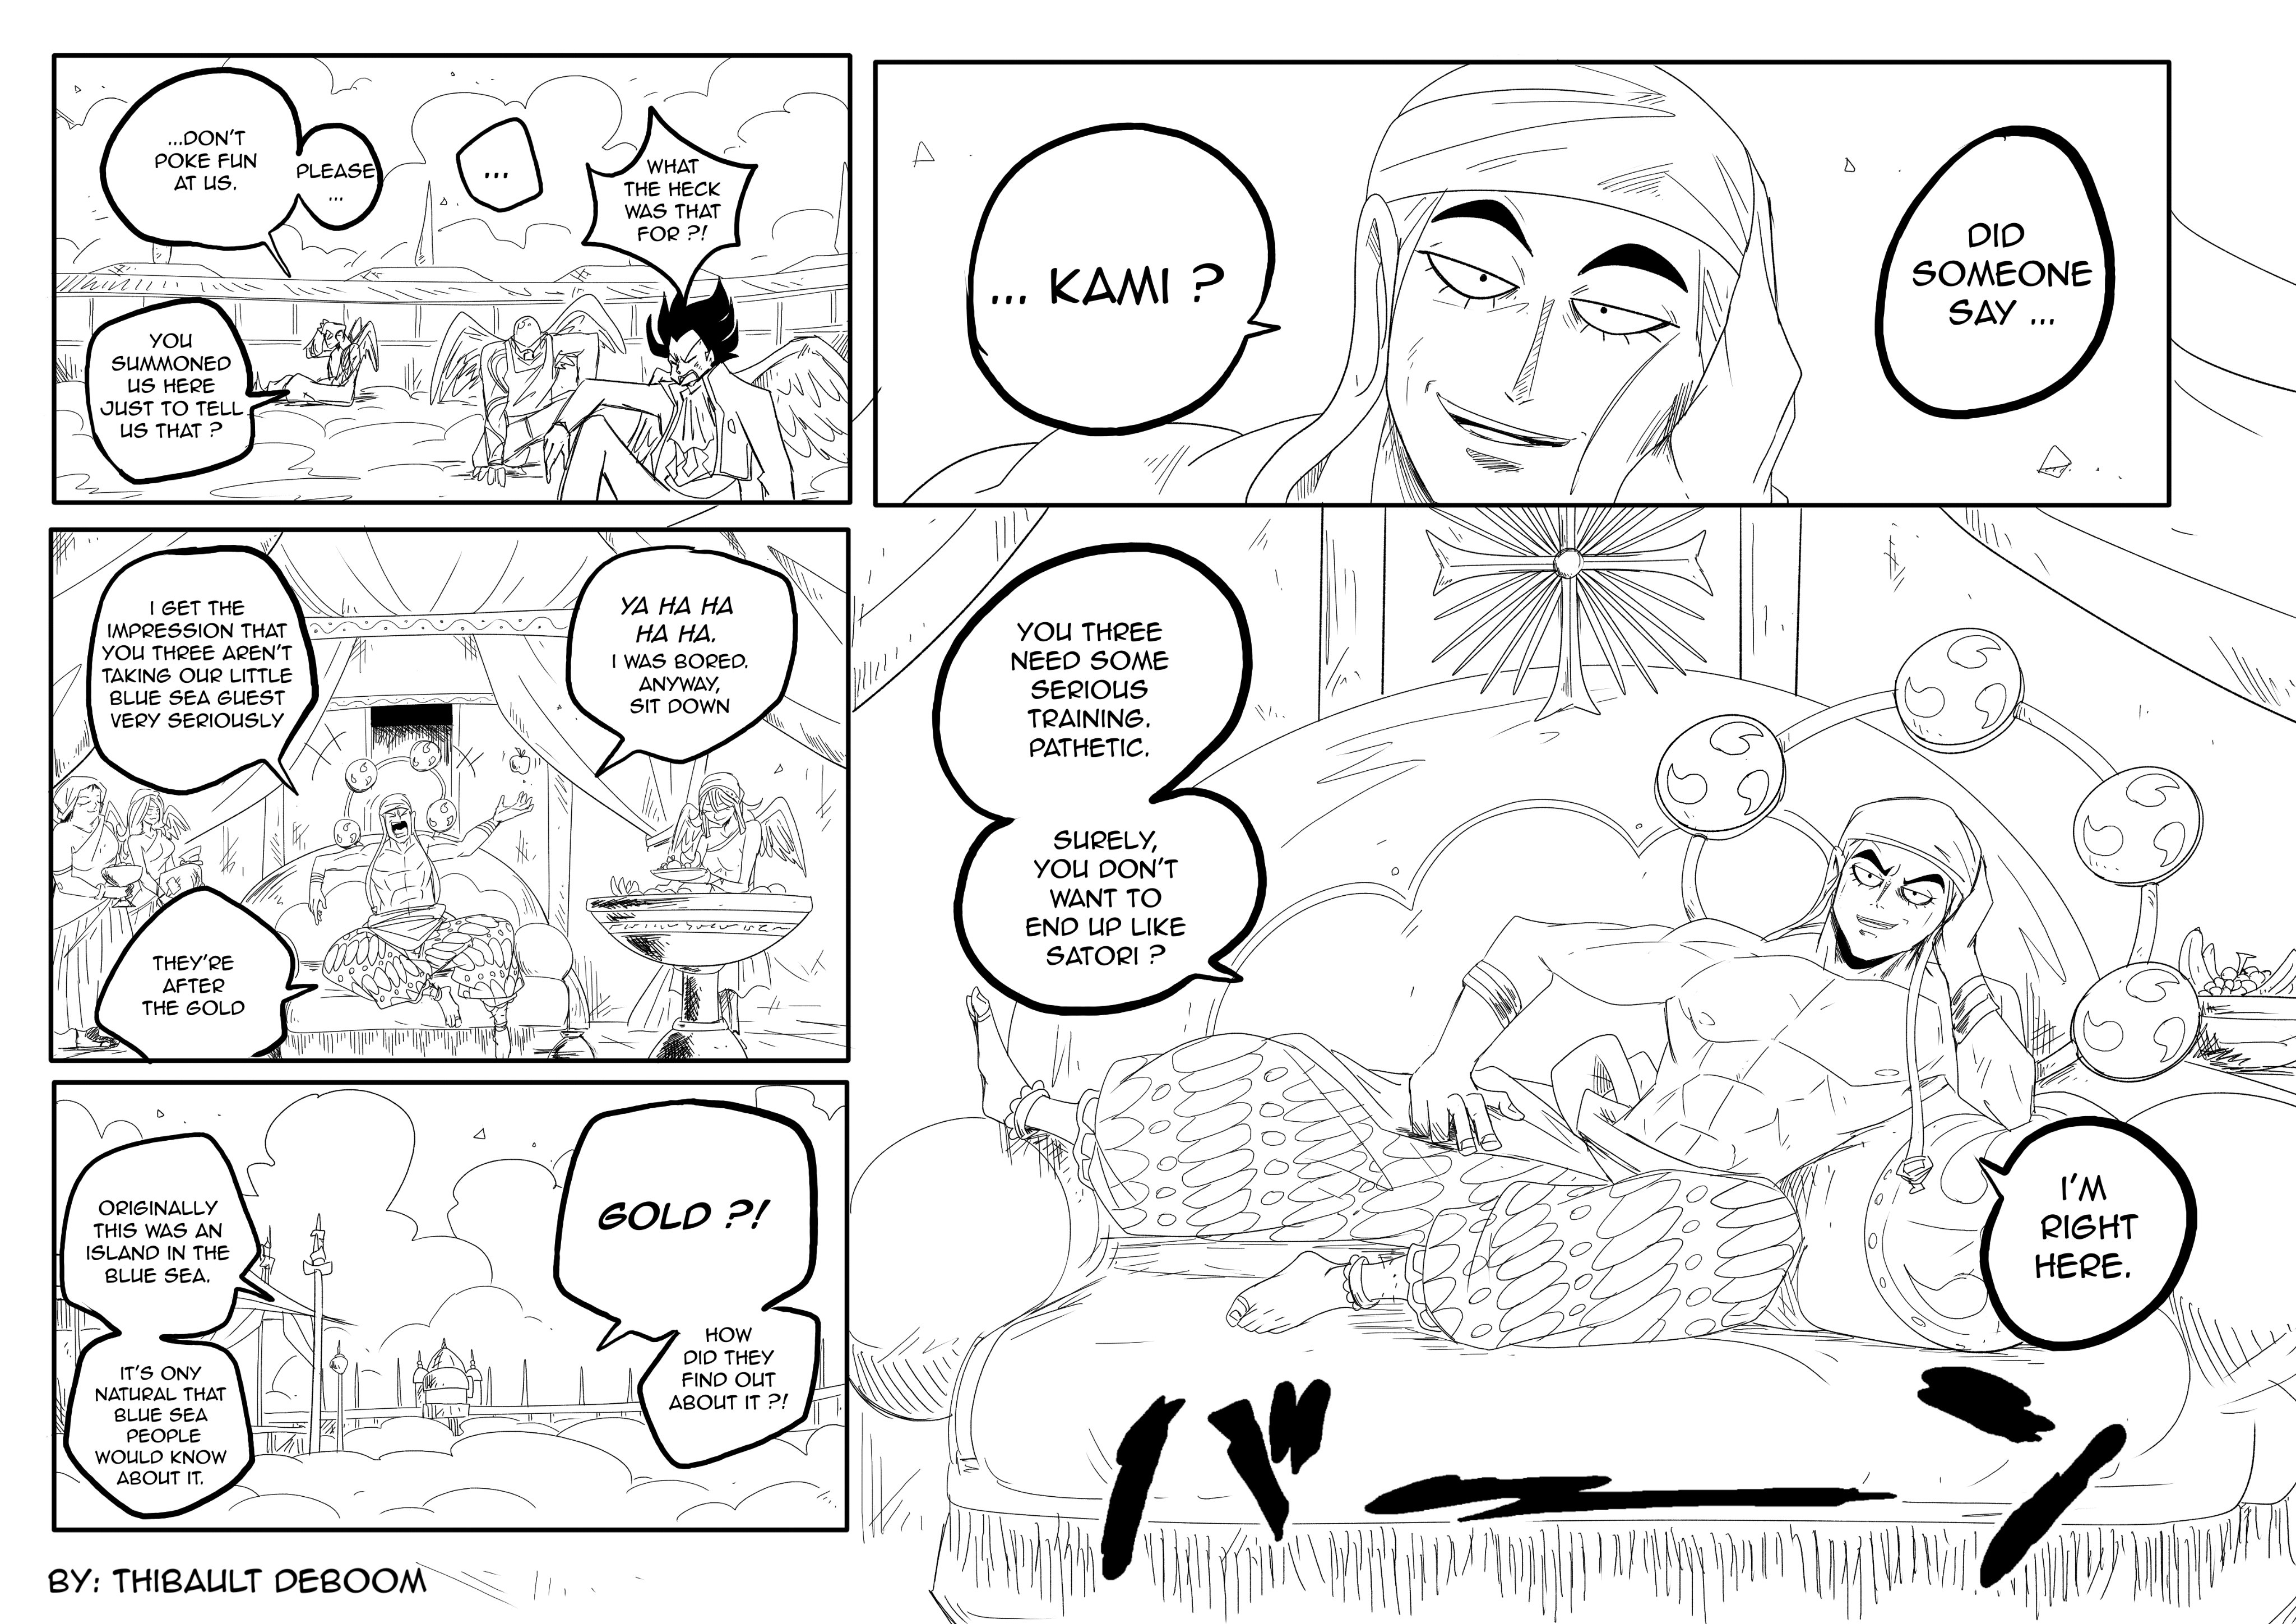 DID
SOMEONE
SAY ...
... KAMI ?
YOU THREE
NEED SOME
SERIOUS
TRAINING.
PATHETIC.
SURELY,
YOU DON'T
WANT TO
END UP LIKE
SATORI ?
I'M
RIGHT
HERE.
バーン
WHAT
THE HECK
WAS THAT
FOR ?!
...
PLEASE
...
...DON'T
POKE FUN
AT US.
YOU
SUMMONED
US HERE
JUST TO TELL
US THAT ?
YA HA HA
HA HA.
I WAS BORED.
ANYWAY,
SIT DOWN
I GET THE
IMPRESSION THAT
YOU THREE AREN'T
TAKING OUR LITTLE
BLUE SEA GUEST
VERY SERIOUSLY
THEY'RE
AFTER
THE GOLD
GOLD ?!
HOW
DID THEY
FIND OUT
ABOUT IT ?!
ORIGINALLY
THIS WAS AN
ISLAND IN THE
BLUE SEA.
IT'S ONY
NATURAL THAT
BLUE SEA
PEOPLE
WOULD KNOW
ABOUT IT.
BY: THIBAULT DEBOOM